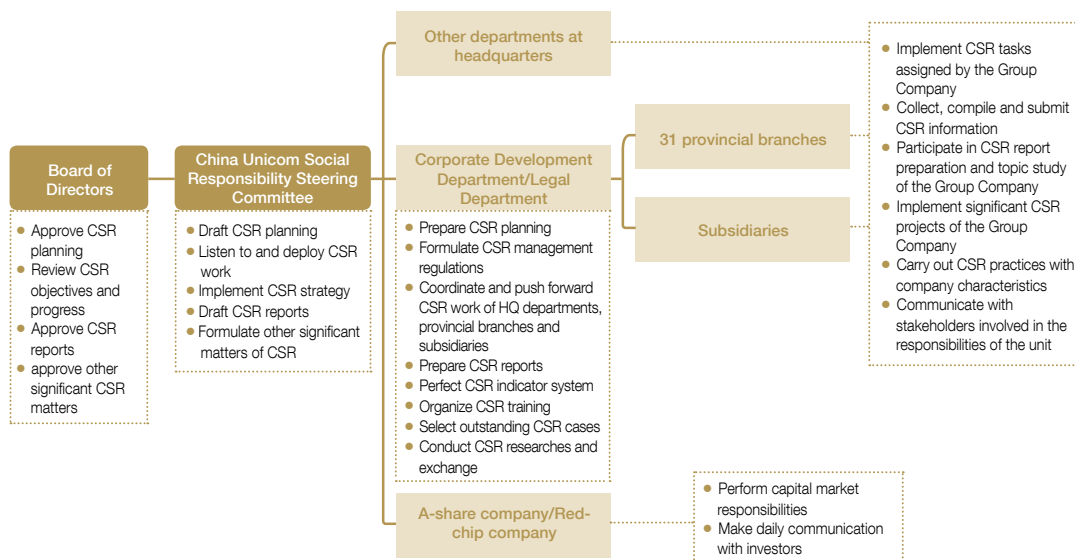 Other departments at
headquarters
Board of
Directors
Approve CSR
planning
Review CSR
objectives and
progress
Approve CSR
reports
approve other
significant CSR
matters
China Unicom Social
Responsibility Steering
Committee
Draft CSR planning
Listen to and deploy CSR
work
Implement CSR strategy
Draft CSR reports
Formulate other significant
matters of CSR
Corporate Development
Department/Legal
Department
Prepare CSR planning
Formulate CSR management
regulations
Coordinate and push forward
CSR work of HQ departments,
provincial branches and
subsidiaries
Prepare CSR reports
Perfect CSR indicator system
Organize CSR training
Select outstanding CSR cases
Conduct CSR researches and
exchange
31 provincial branches
Subsidiaries
Implement CSR tasks
assigned by the Group
Company
Collect, compile and submit
CSR information
Participate in CSR report
preparation and topic study
of the Group Company
Implement significant CSR
projects of the Group
Company
Carry out CSR practices with
company characteristics
Communicate with
stakeholders involved in the
responsibilities of the unit
A-share company/Red-
chip company
Perform capital market
responsibilities
Make daily communication
with investors